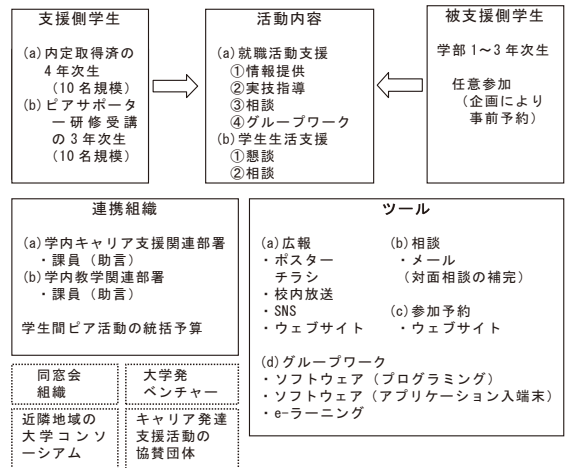 支援側学生
(a)内定取得済の
4年次生
(10名規模)
(b)ピアサポータ
ー研修受講
の3年次生
(10名規模)
活動内容
(a)就職活動支援
①情報提供
②実技指導
③相談
④グループワーク
(b)学生生活支援
①懇談
②相談
被支援側学生
学部1~3年次生
任意参加
(企画により
事前予約)
連携組織
(a)学内キャリア支援関連部署
・課員(助言)
(b)学内教学関連部署
・課員(助言)
学生間ピア活動の統括予算
同窓会
組織
大学発
ベンチャー
近隣地域の
大学コンソ
ーシアム
キャリア発達
支援活動の
協賛団体
ツール
(a)広報
・ポスター
チラシ
・校内放送
・SNS
・ウェブサイト
(b)相談
・メール
(対面相談の補完)
(c)参加予約
・ウェブサイト
(d)グループワーク
・ソフトウェア(プログラミング)
・ソフトウェア(アプリケーション入端末)
・e-ラーニング